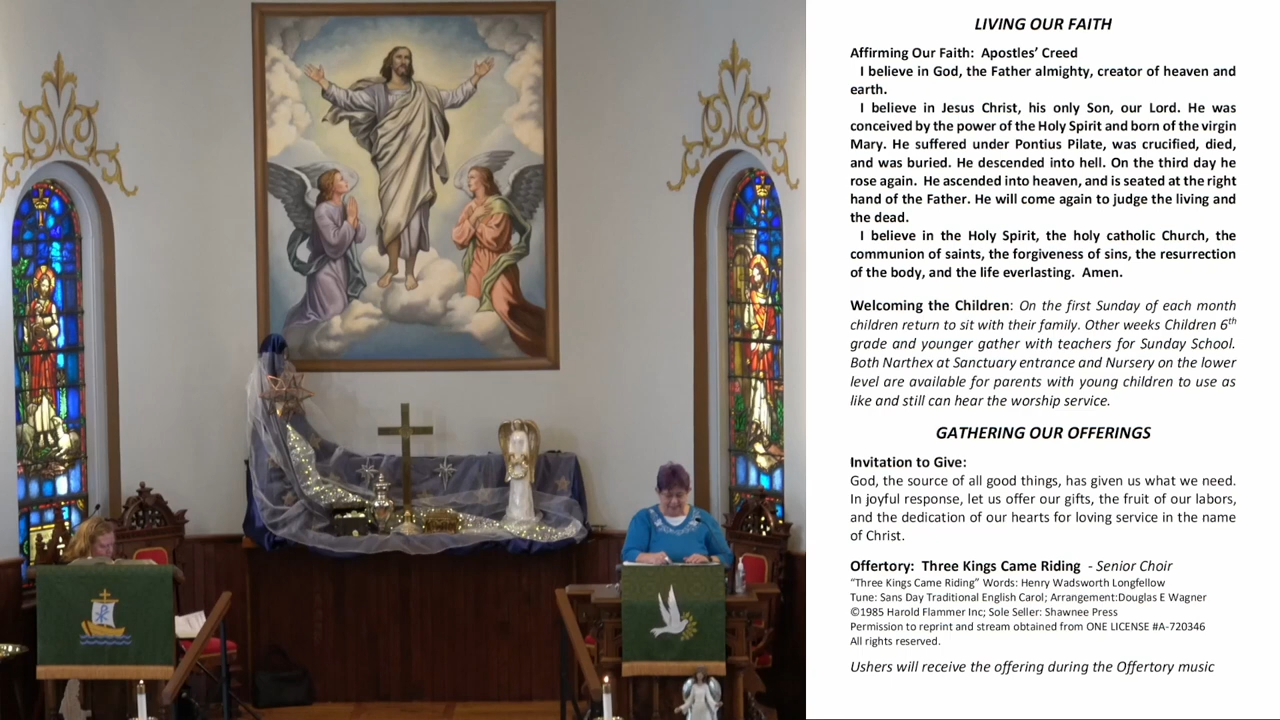 LIVING OUR FAITH
Affirming Our Faith: Apostles’ Creed
I believe in God, the Father almighty, creator of heaven and
earth.
I believe in Jesus Christ, his only Son, our Lord. He was
conceived by the power of the Holy Spirit and born of the virgin
Mary. He suffered under Pontius Pilate, was crucified, died,
and was buried. He descended into hell. On the third day he
rose again. He ascended into heaven, and is seated at the right
hand of the Father. He will come again to judge the living and
the dead.
I believe in the Holy Spirit, the holy catholic Church, the
communion of saints, the forgiveness of sins, the resurrection
of the body, and the life everlasting. Amen.
Welcoming the Children: On the first Sunday of each month
children return to sit with their family. Other weeks Children 6th
grade and younger gather with teachers for Sunday School.
Both Narthex at Sanctuary entrance and Nursery on the lower
level are available for parents with young children to use as
like and still can hear the worship service.
GATHERING OUR OFFERINGS
Invitation to Give:
God, the source of all good things, has given us what we need.
In joyful response, let us offer our gifts, the fruit of our labors,
and the dedication of our hearts for loving service in the name
of Christ.
Offertory: Three Kings Came Riding - Senior Choir
“Three Kings Came Riding” Words: Henry Wadsworth Longfellow
Tune: Sans Day Traditional English Carol; Arrangement:Douglas E Wagner
©1985 Harold Flammer Inc; Sole Seller: Shawnee Press
Permission to reprint and stream obtained from ONE LICENSE #A-720346
All rights reserved.
Ushers will receive the offering during the Offertory music